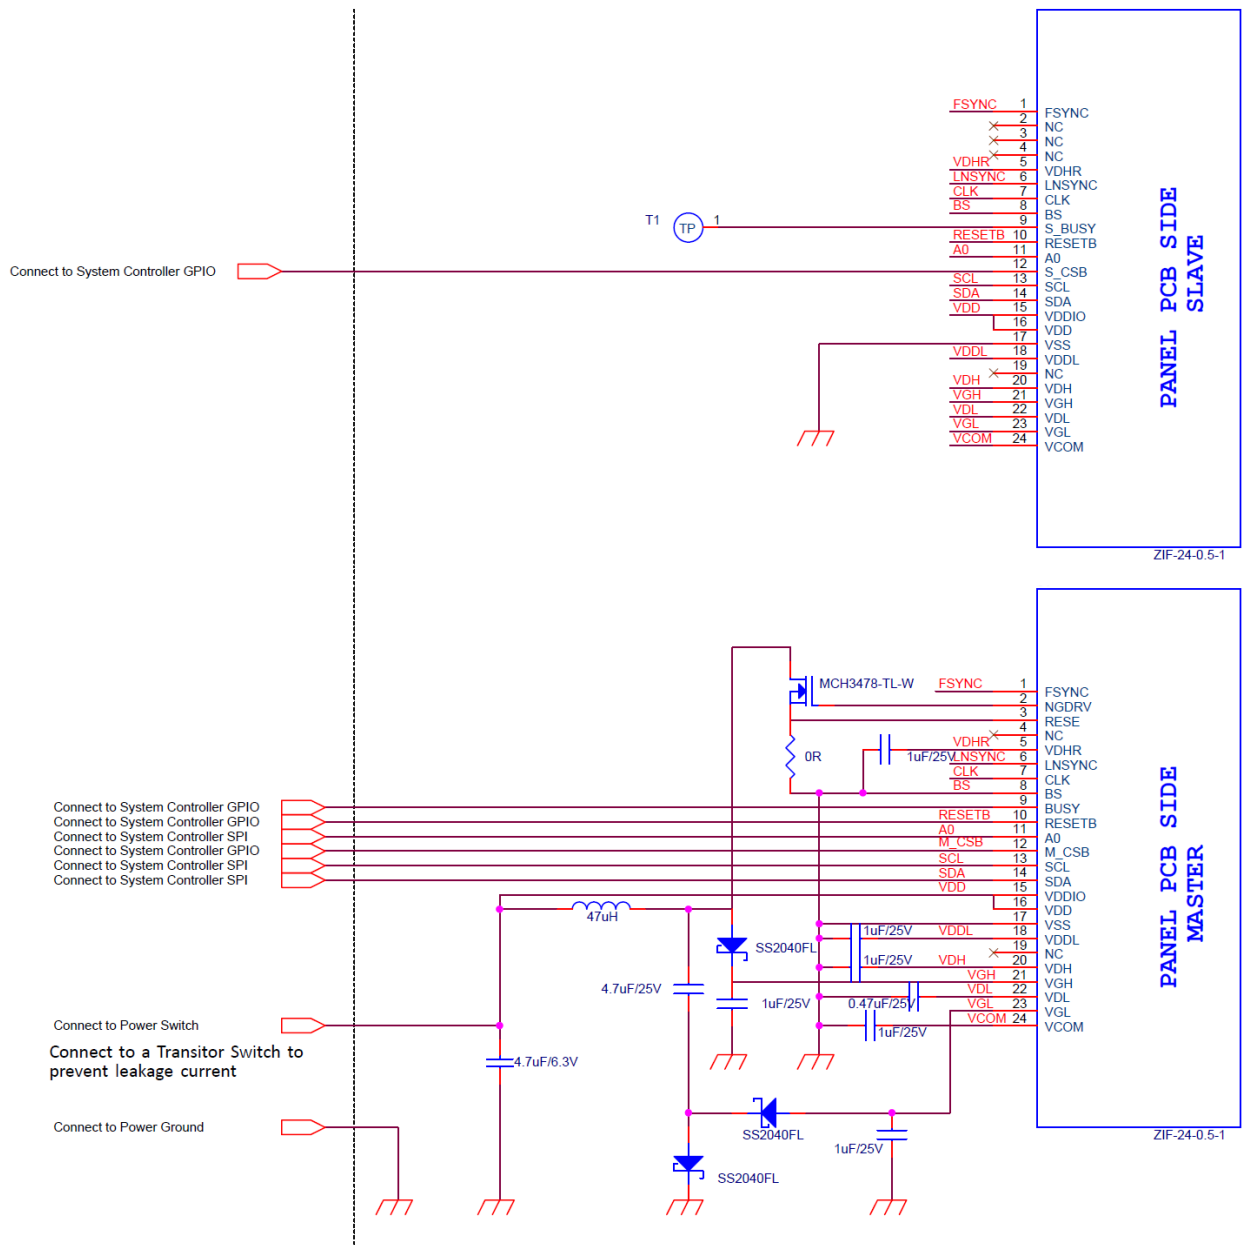 FSYNC 1 FSYNC
2 NC
3 NC
4 NC
VDHR 5 VDHR
LNSYNC 6 LNSYNC
CLK 7 CLK
BS 8 BS
T1 TP 1 9 S_BUSY
RESETB 10 RESETB
A0 11 A0
Connect to System Controller GPIO 12 S_CSB
SCL 13 SCL
SDA 14 SDA
VDD 15 VDDIO
16 VDD
17 VSS
VDDL 18 VDDL
19 NC
VDH 20 VDH
VGH 21 VGH
VDL 22 VDL
VGL 23 VGL
VCOM 24 VCOM
PANEL PCB SIDE
SLAVE
ZIF-24-0.5-1
MCH3478-TL-W FSYNC 1 FSYNC
2 NGDRV
3 RESE
4 NC
0R 1uF/25V VDHR 5 VDHR
LNSYNC 6 LNSYNC
CLK 7 CLK
BS 8 BS
Connect to System Controller GPIO 9 BUSY
Connect to System Controller GPIO RESETB 10 RESETB
Connect to System Controller SPI A0 11 A0
Connect to System Controller GPIO M_CSB 12 M_CSB
Connect to System Controller SPI SCL 13 SCL
Connect to System Controller SPI SDA 14 SDA
VDD 15 VDDIO
16 VDD
47uH 17 VSS
1uF/25V VDDL 18 VDDL
SS2040FL 19 NC
1uF/25V VDH 20 VDH
VGH 21 VGH
4.7uF/25V VDL 22 VDL
1uF/25V 0.47uF/25V VGL 23 VGL
VCOM 24 VCOM
1uF/25V
PANEL PCB SIDE
MASTER
Connect to Power Switch
Connect to a Transitor Switch to
prevent leakage current
4.7uF/6.3V
Connect to Power Ground
SS2040FL
1uF/25V
ZIF-24-0.5-1
SS2040FL